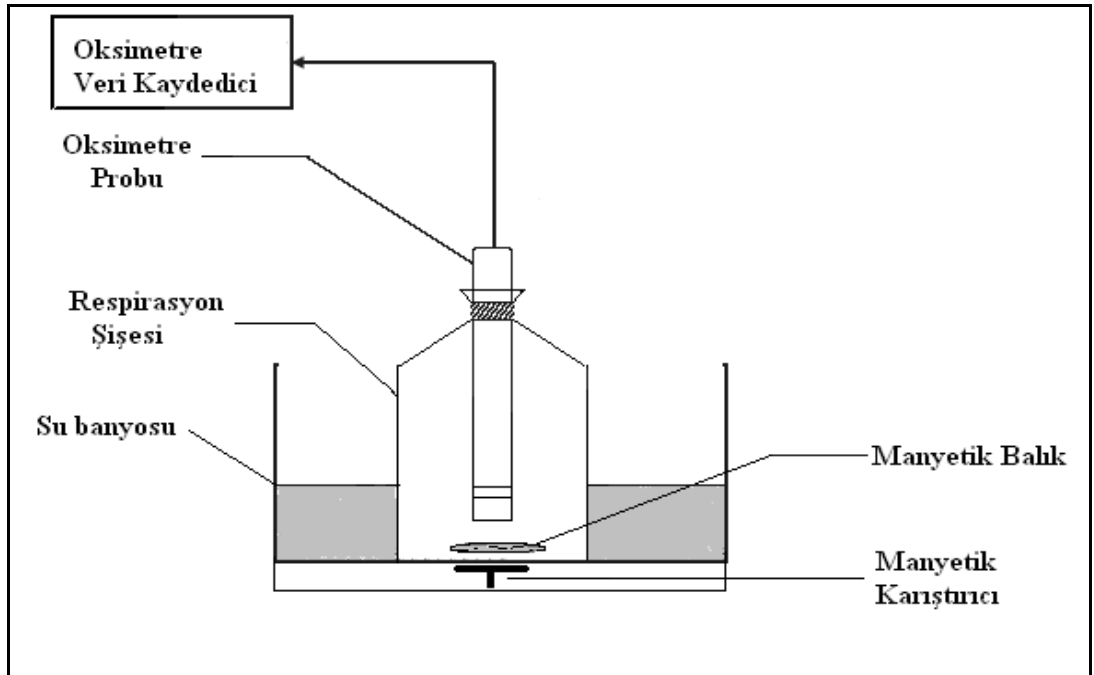 Oksimetre
Veri Kaydedici
Oksimetre
Probu
Respirasyon
Şişesi
Su banyosu
Manyetik Balık
Manyetik
Karıştırıcı